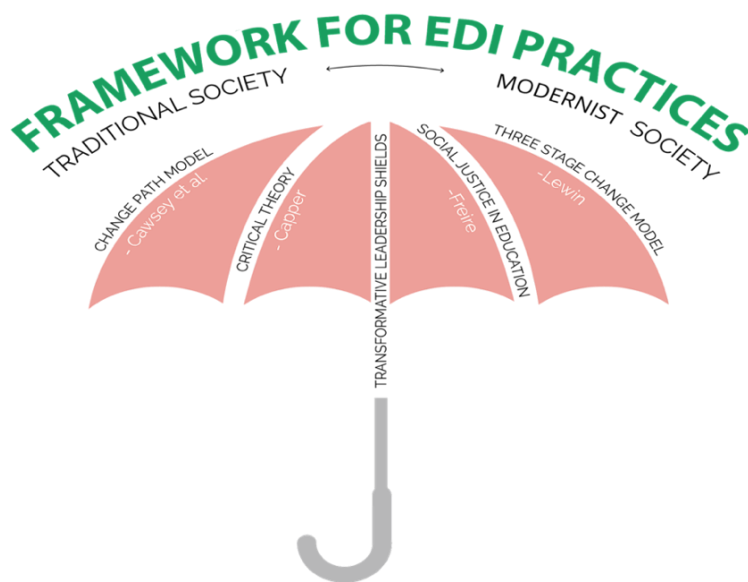 FRAMEWORK FOR EDI PRACTICES
TRADITIONAL SOCIETY
MODERNIST SOCIETY
CHANGE PATH MODEL
- Cawsey et al.
CRITICAL THEORY
- Capper
TRANSFORMATIVE LEADERSHIP SHIELDS
SOCIAL JUSTICE IN EDUCATION
-Freire
THREE STAGE CHANGE MODEL
-Lewin